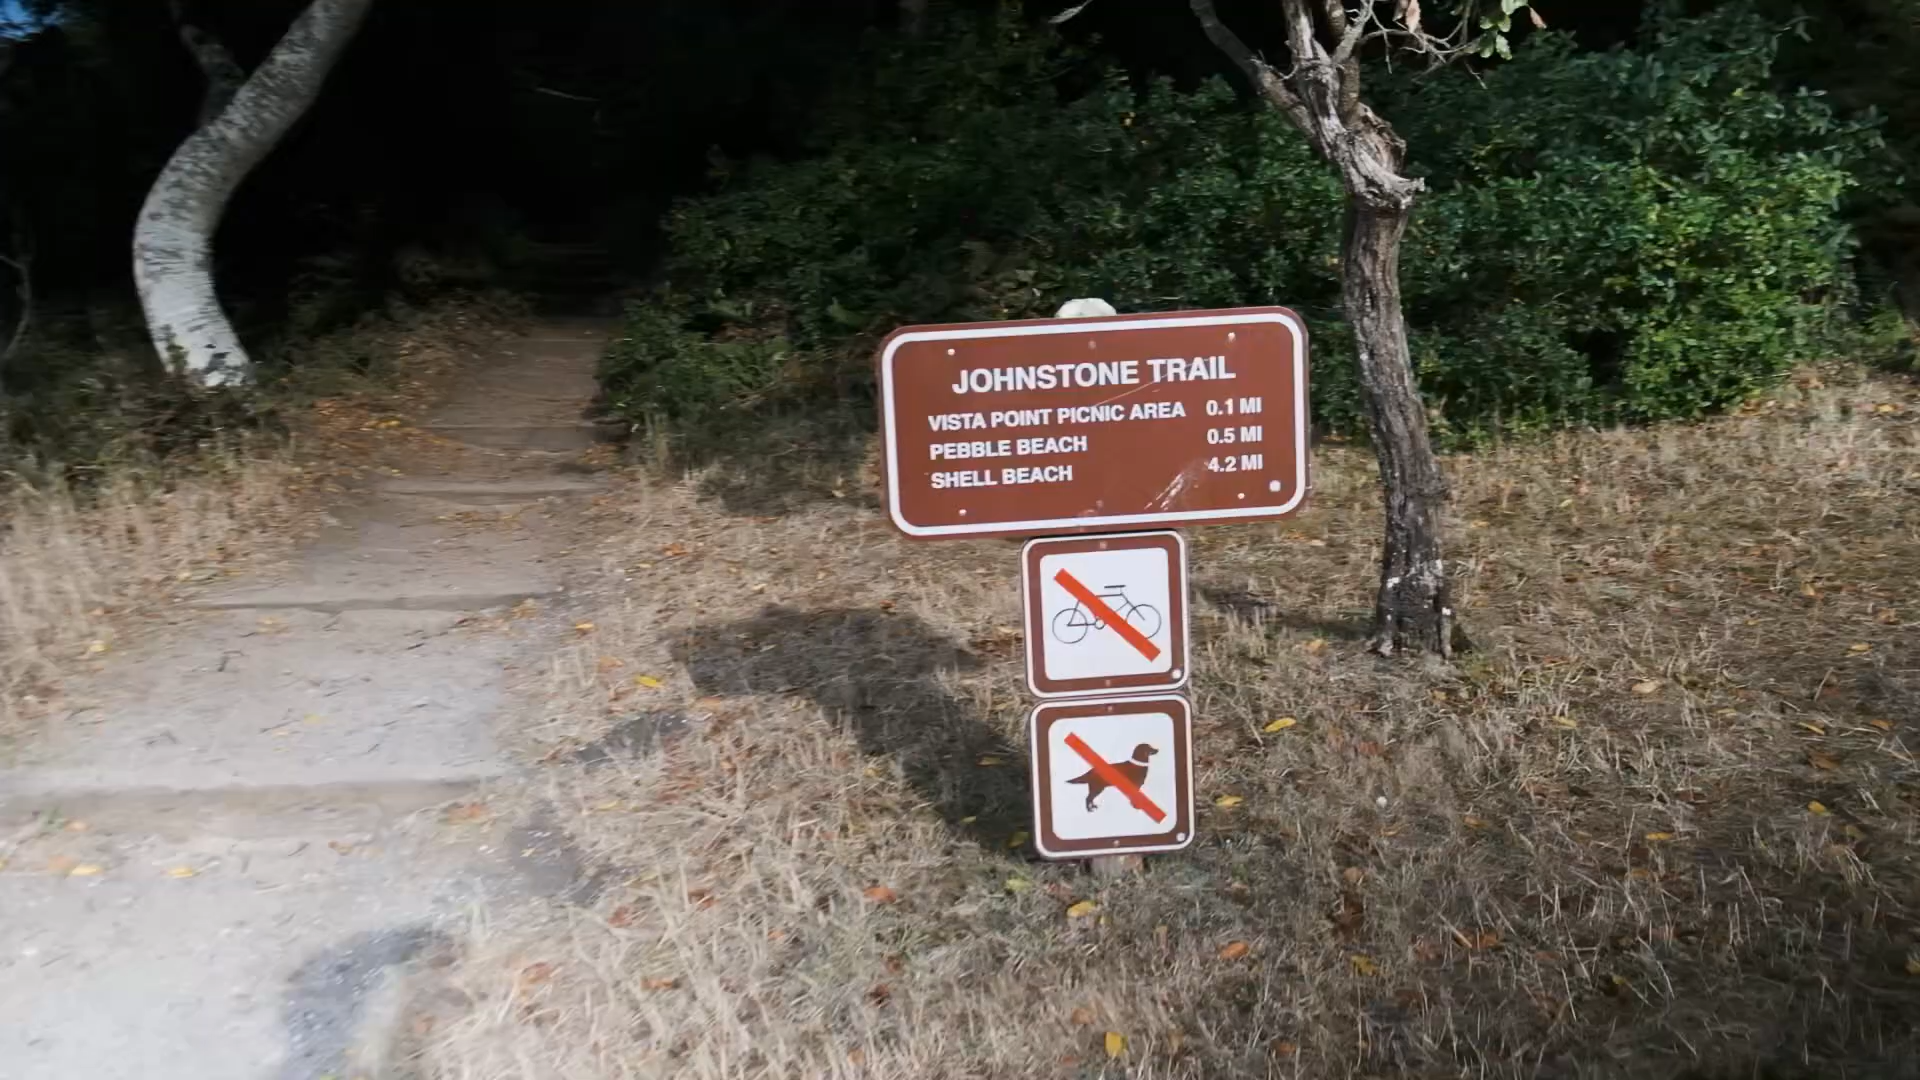 JOHNSTONE TRAIL
VISTA POINT PICNIC AREA 0.1 MI
PEBBLE BEACH 0.5 MI
SHELL BEACH 4.2 MI